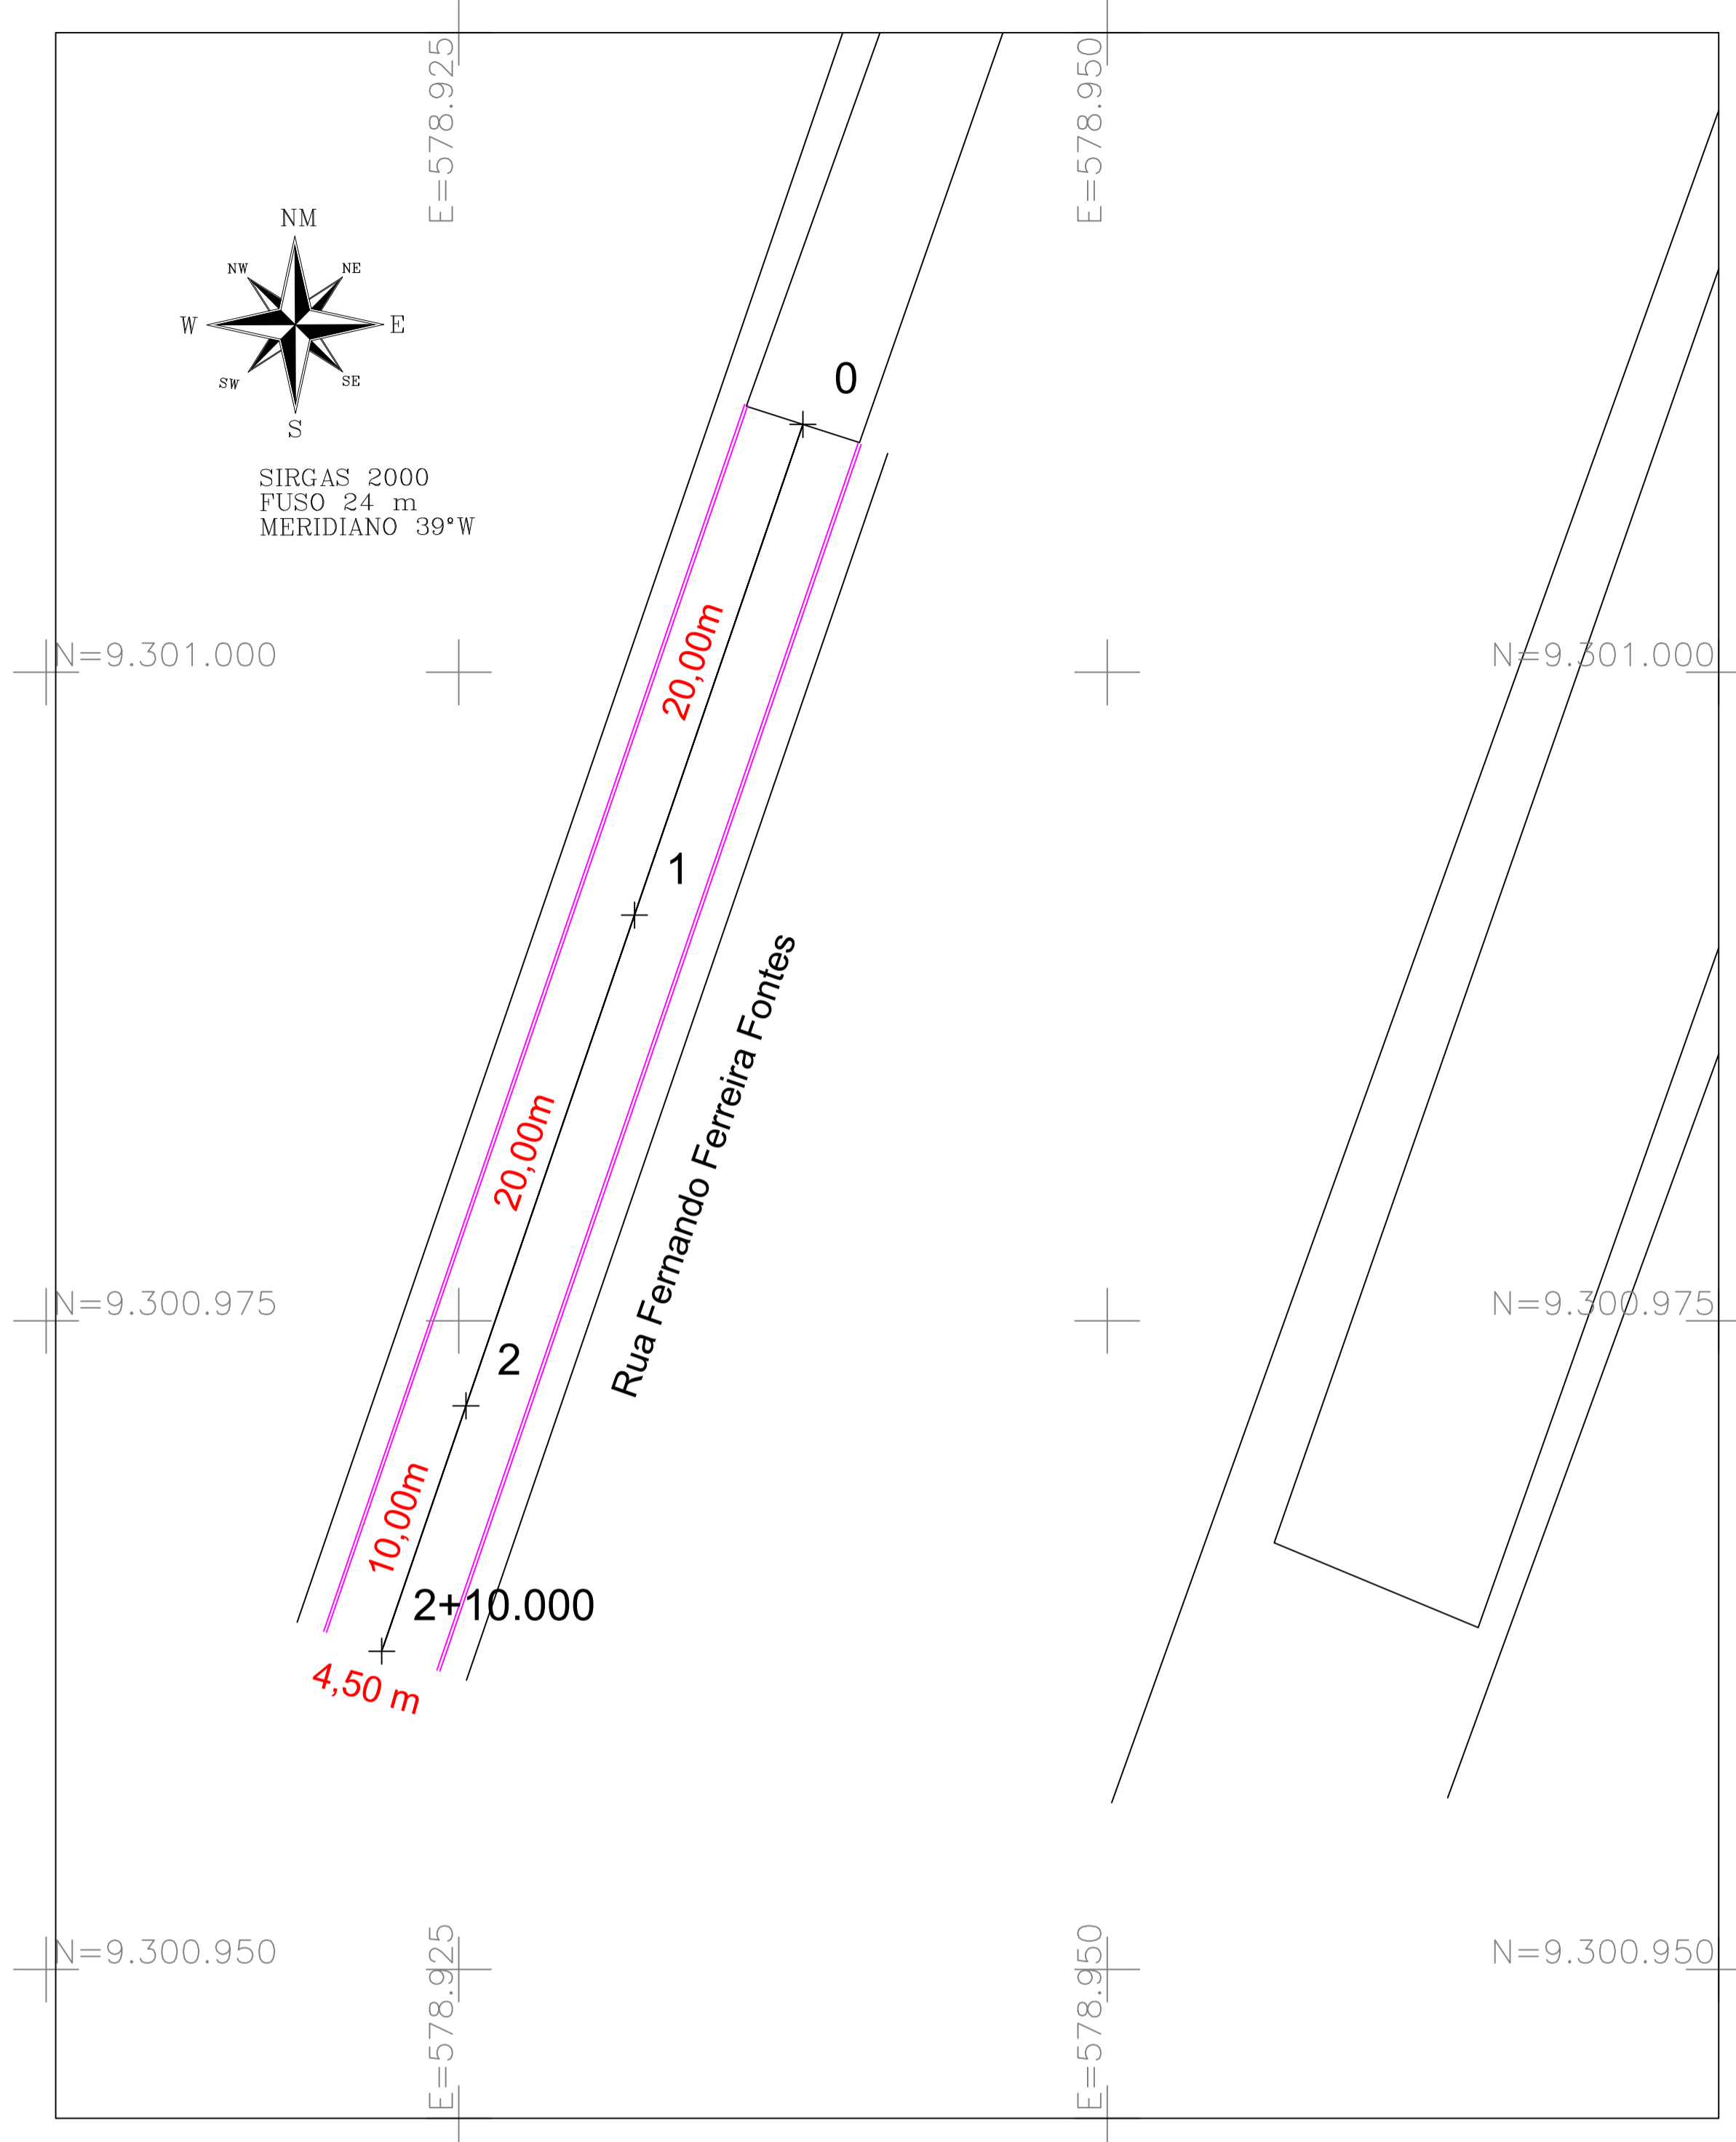 E=578.925
E=578.950
NM
NW
NE
W
E
SW
SE
S
0
SIRGAS 2000
FUSO 24 m
MERIDIANO 39°W
20,00m
N=9.301.000
N=9.301.000
1
Rua Fernando Ferreira Fontes
20,00m
N=9.300.975
N=9.300.975
2
10,00m
2+10.000
4,50 m
N=9.300.950
N=9.300.950
E=578.925
E=578.950